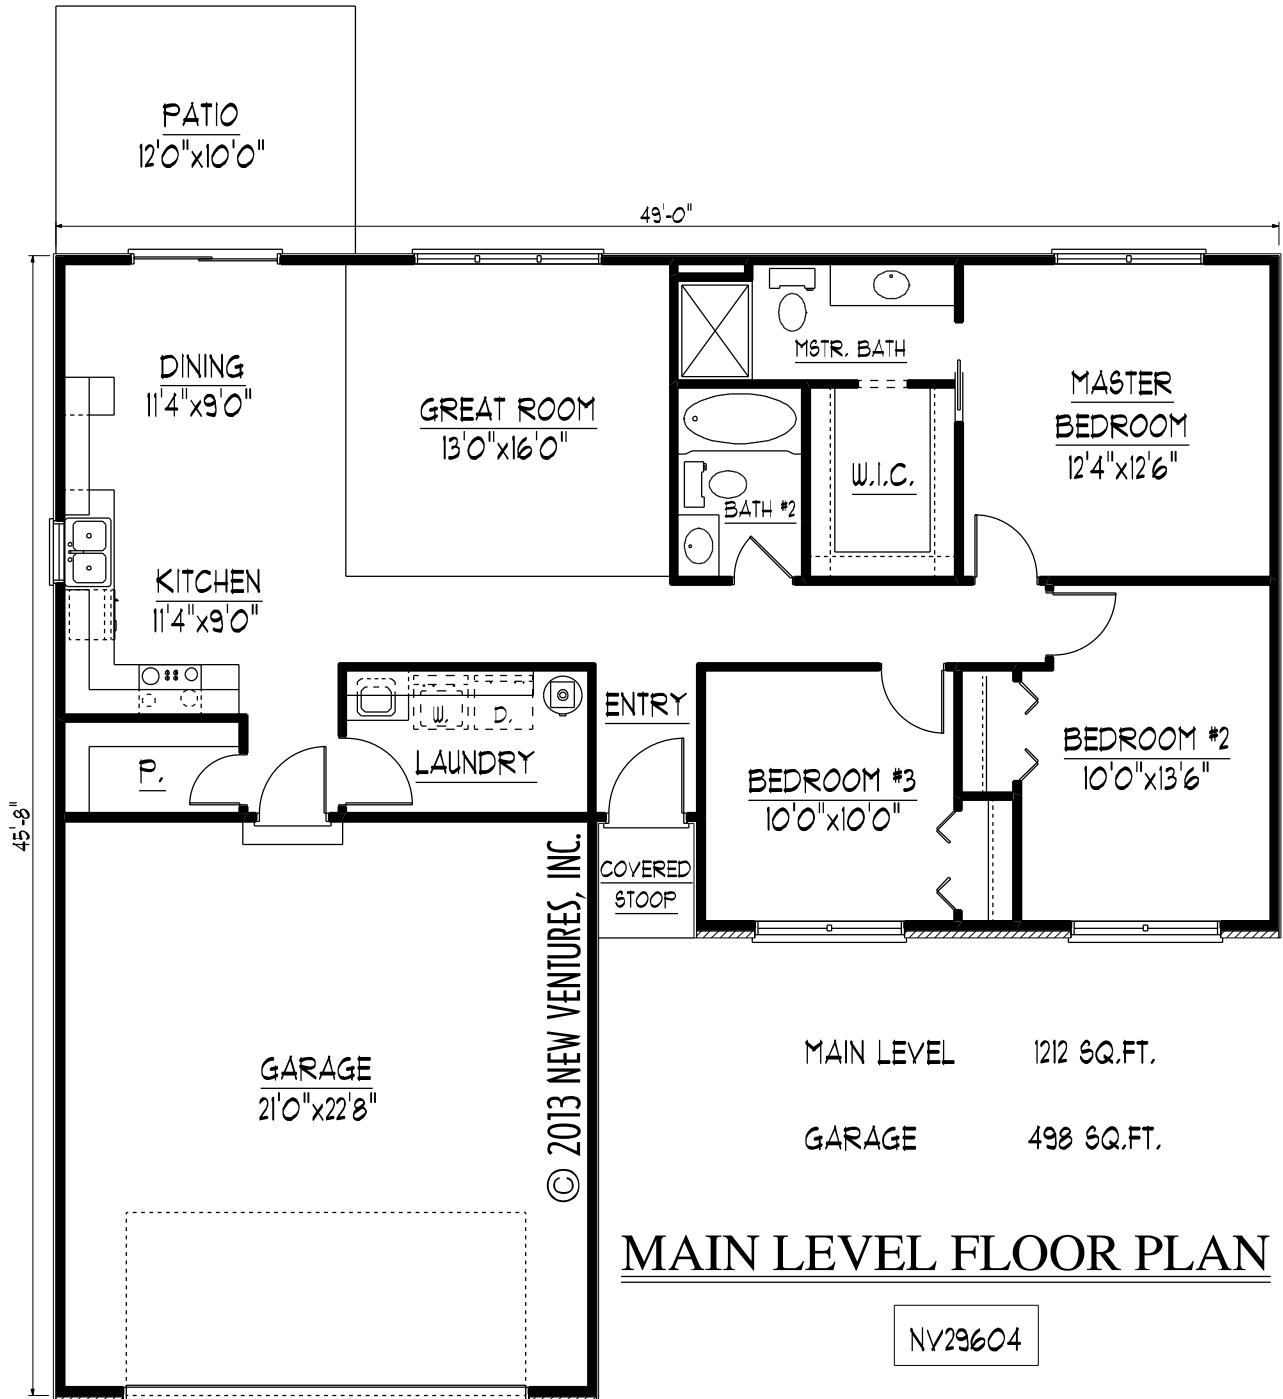 PATIO
12'0"x10'0"
49'-0"
DINING
11'4"x9'0"
GREAT ROOM
13'0"x16'0"
MSTR. BATH
MASTER
BEDROOM
12'4"x12'6"
W.I.C.
BATH #2
KITCHEN
11'4"x9'0"
W.
D.
LAUNDRY
P.
ENTRY
BEDROOM #3
10'0"x10'0"
BEDROOM #2
10'0"x13'6"
45'-8"
COVERED
STOOP
© 2013 NEW VENTURES, INC.
GARAGE
21'0"x22'8"
MAIN LEVEL 1212 SQ.FT.
GARAGE 498 SQ.FT.
MAIN LEVEL FLOOR PLAN
NV29604